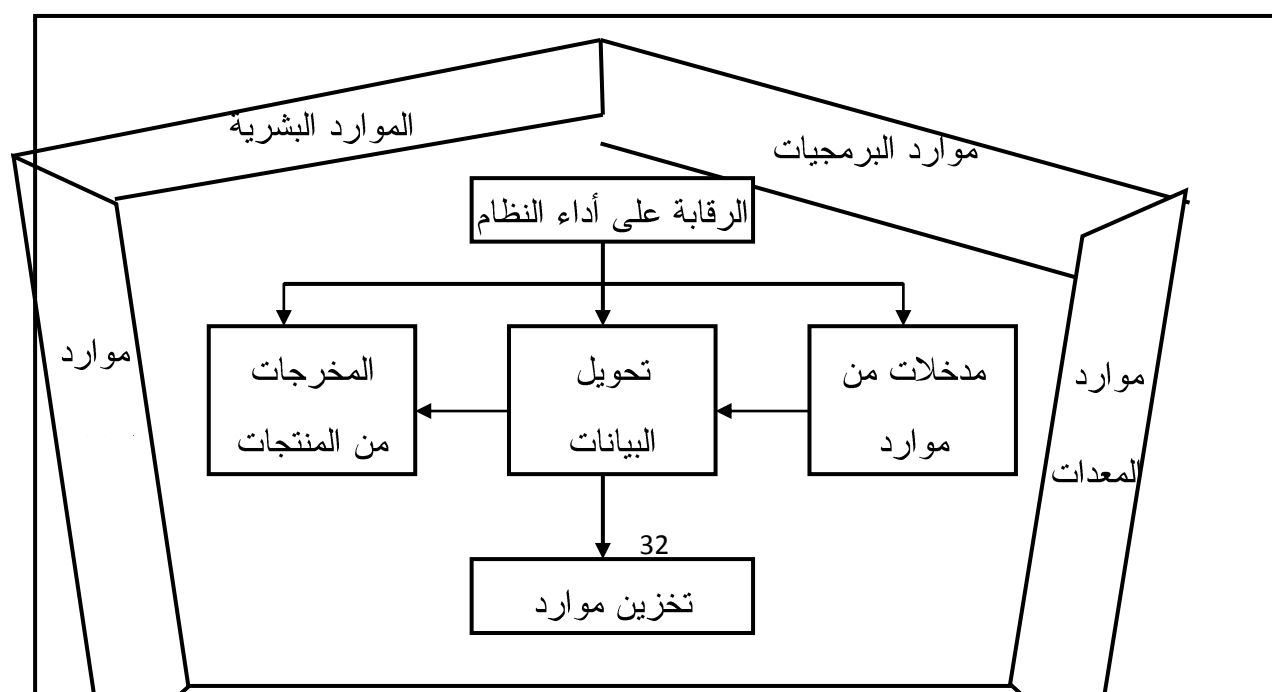 الموارد البشرية
موارد البرمجيات
الرقابة على أداء النظام
موارد
المعدات
مدخلات من
موارد
تحويل
البيانات
المخرجات
من المنتجات
موارد
32
تخزين موارد